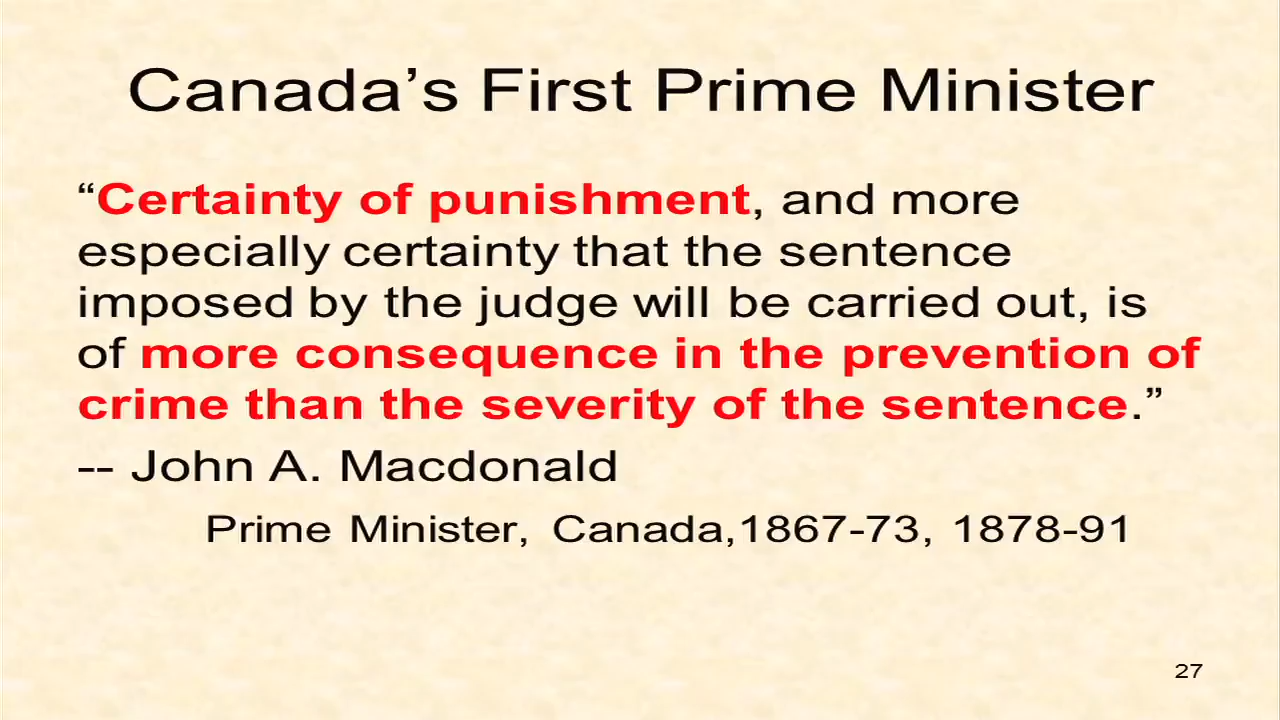 Canada’s First Prime Minister
“Certainty of punishment, and more
especially certainty that the sentence
imposed by the judge will be carried out, is
of more consequence in the prevention of
crime than the severity of the sentence.”
-- John A. Macdonald
Prime Minister, Canada,1867-73, 1878-91
27